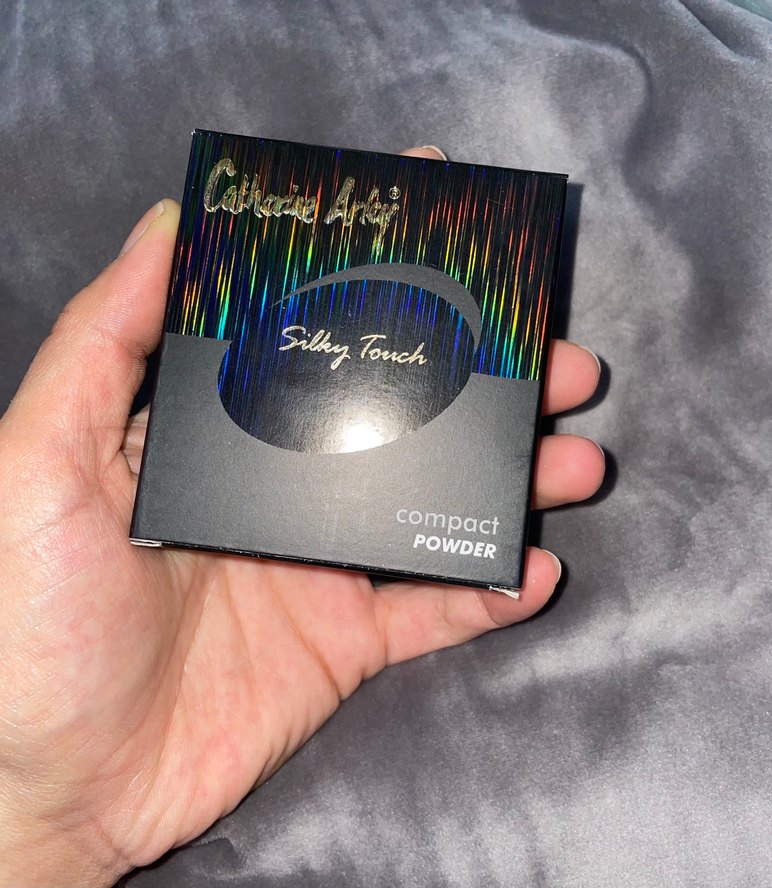 Catherine Arley®
Silky Touch
compact
POWDER